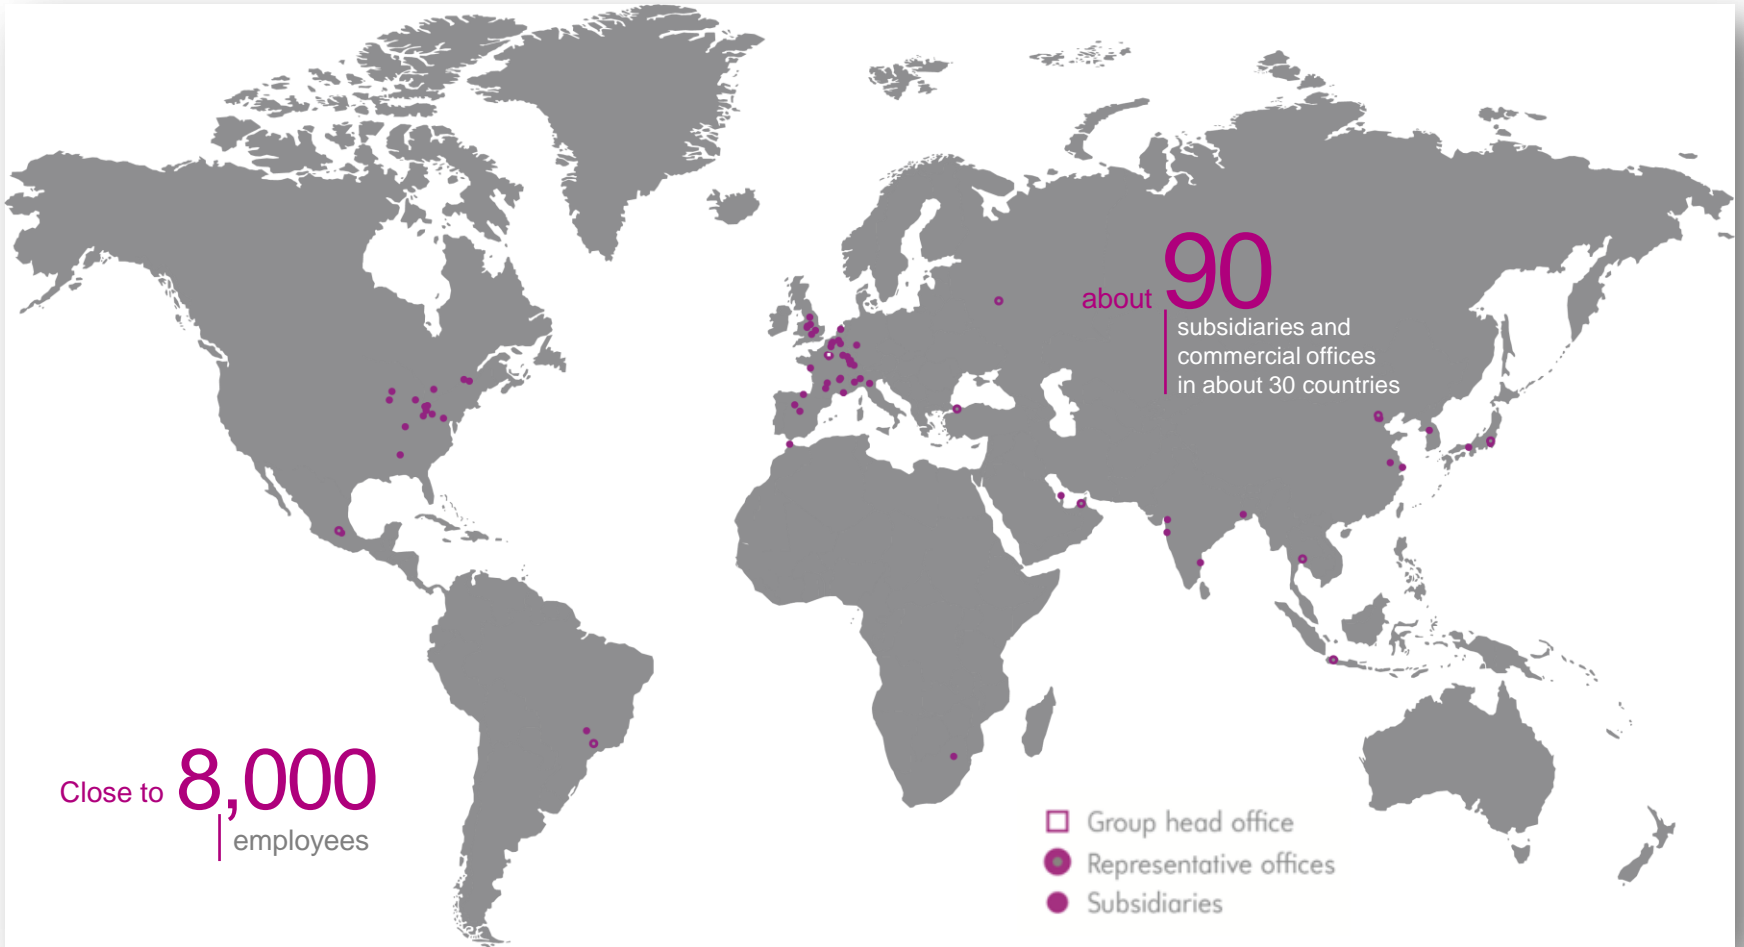 about 90
subsidiaries and
commercial offices
in about 30 countries
Close to 8,000
employees
Group head office
Representative offices
Subsidiaries